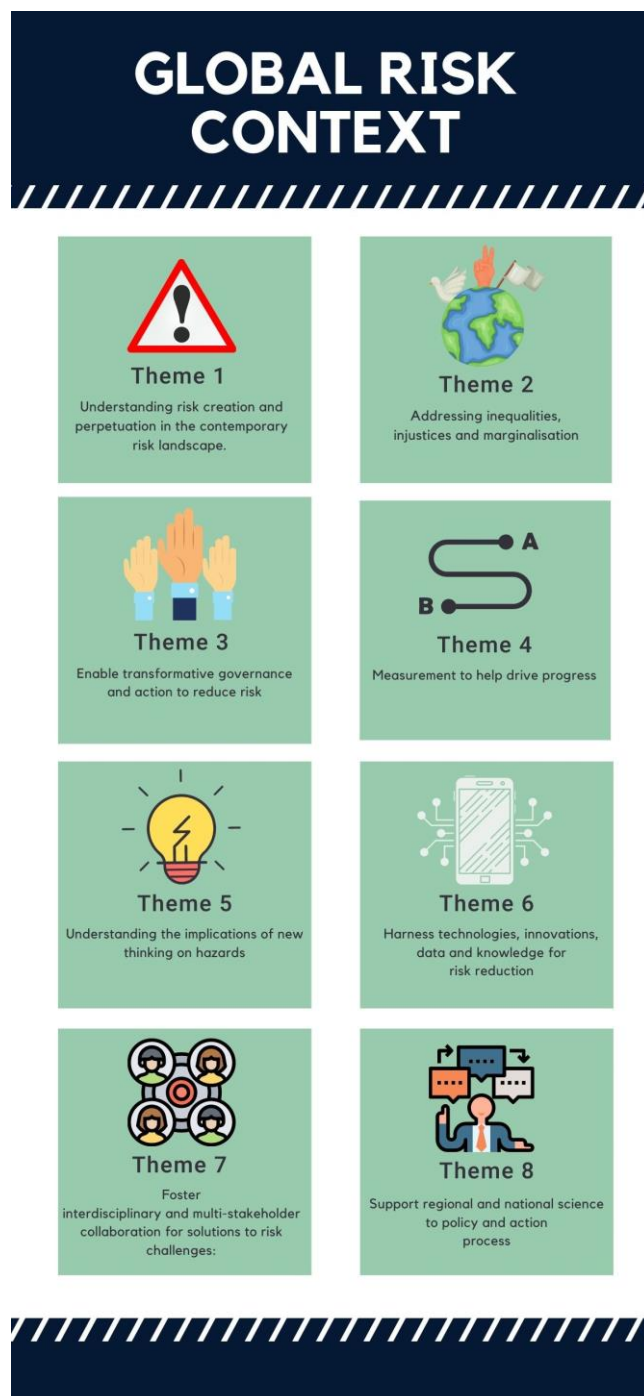 GLOBAL RISK
CONTEXT
Theme 1
Understanding risk creation and
perpetuation in the contemporary
risk landscape.
Theme 2
Addressing inequalities,
injustices and marginalisation
Theme 3
Enable transformative governance
and action to reduce risk
A
B
Theme 4
Measurement to help drive progress
Theme 5
Understanding the implications of new
thinking on hazards
Theme 6
Harness technologies, innovations,
data and knowledge for
risk reduction
Theme 7
Foster
interdisciplinary and multi-stakeholder
collaboration for solutions to risk
challenges:
Theme 8
Support regional and national science
to policy and action
process